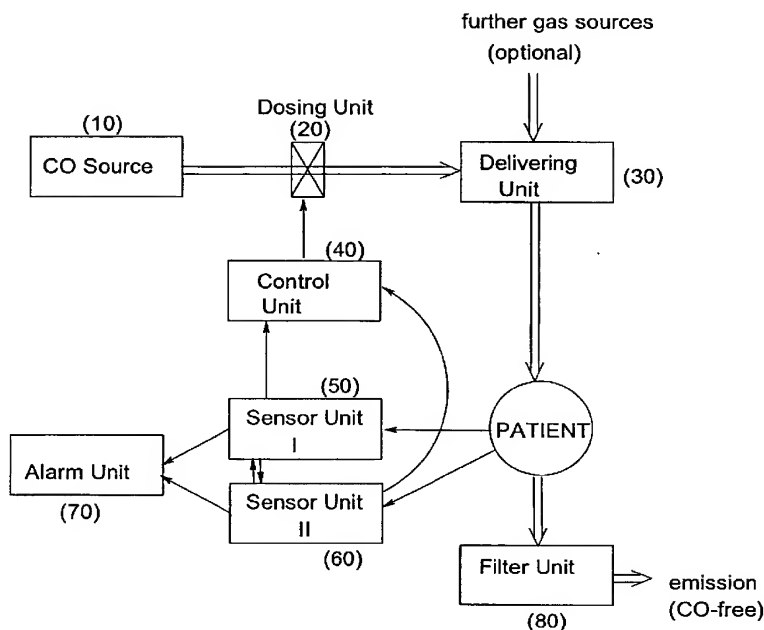 further gas sources
(optional)
Dosing Unit
(20)
(10)
CO Source
Delivering
Unit
(30)
(40)
Control
Unit
(50)
Sensor Unit
I
PATIENT
Alarm Unit
(70)
Sensor Unit
II
(60)
Filter Unit
(80)
emission
(CO-free)